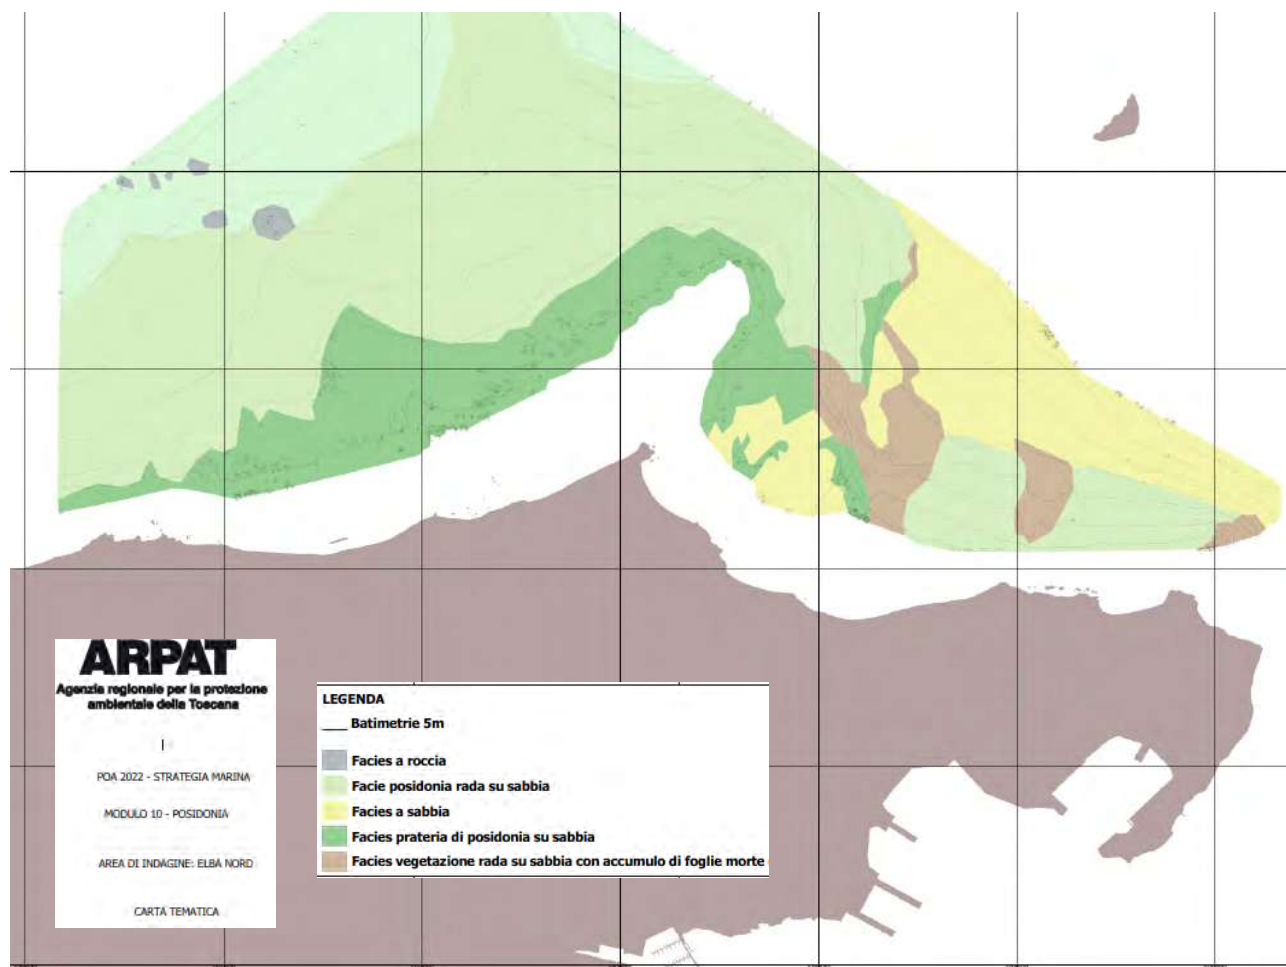 ARPAT
Agenzia regionale per la protezione
ambientale della Toscana
POA 2022 - STRATEGIA MARINA
MODULO 10 - POSIDONIA
AREA DI INDAGINE: ELBA NORD
CARTA TEMATICA
LEGENDA
Batimetrie 5m
Facies a roccia
Facie posidonia rada su sabbia
Facies a sabbia
Facies prateria di posidonia su sabbia
Facies vegetazione rada su sabbia con accumulo di foglie morte